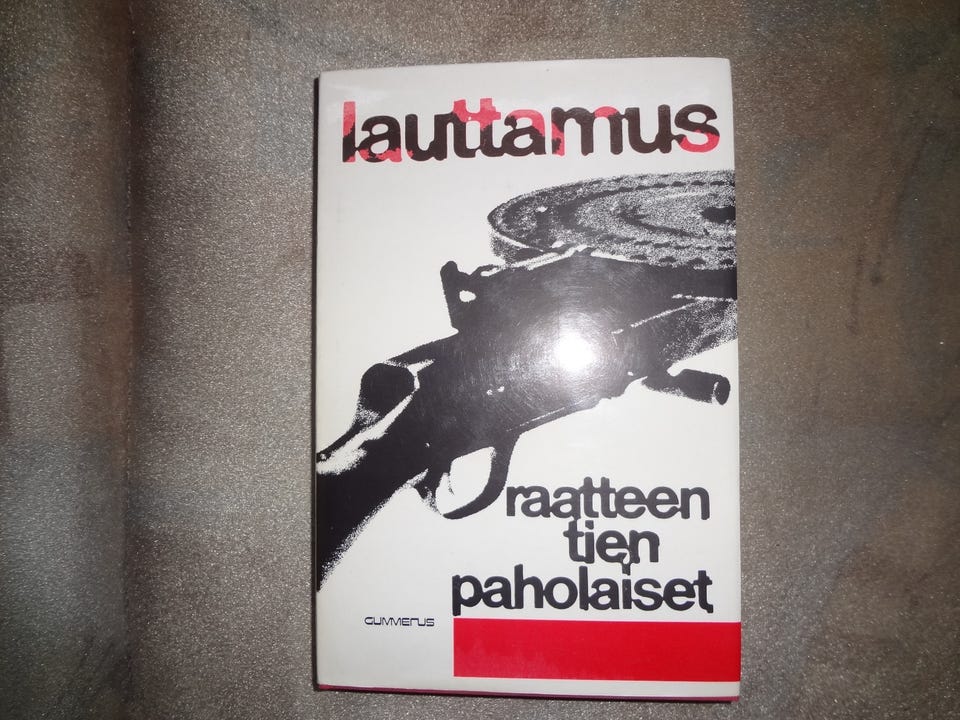 lauttamus
raatteen
tien
paholaiset
GUMMERUS